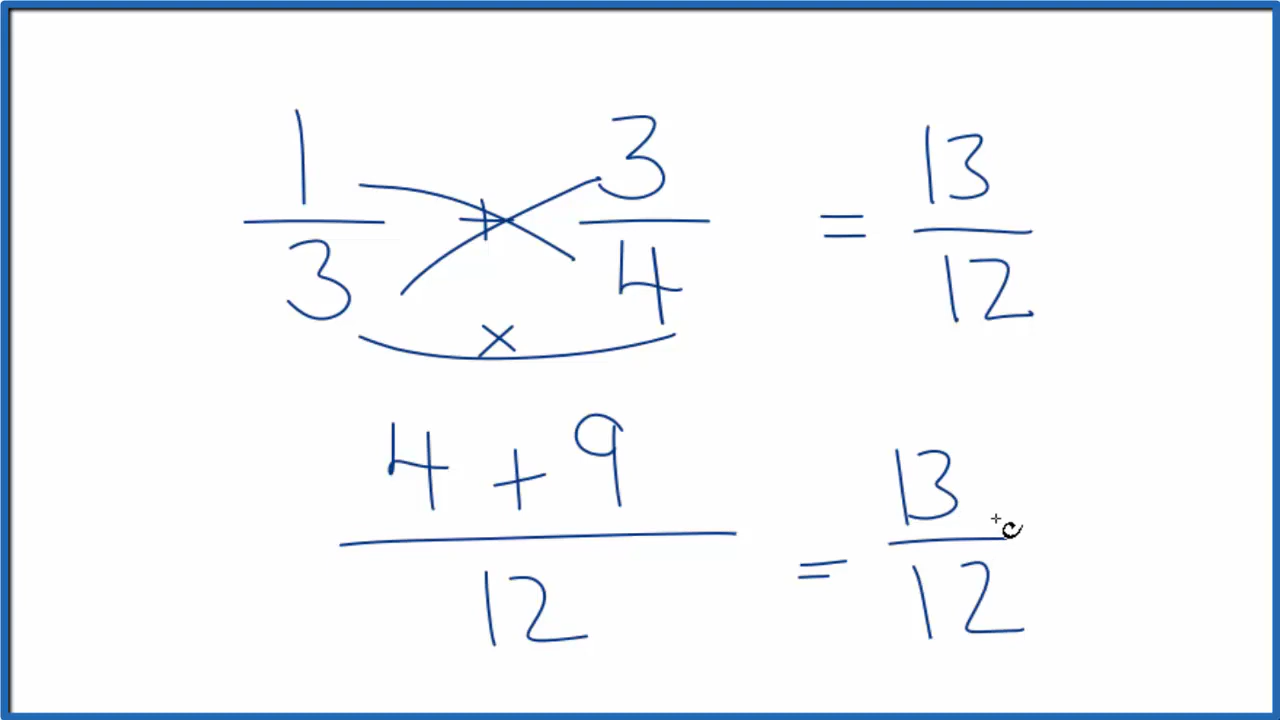 1/3 + 3/4 = 13/12
×
4 + 9/12 = 13/12